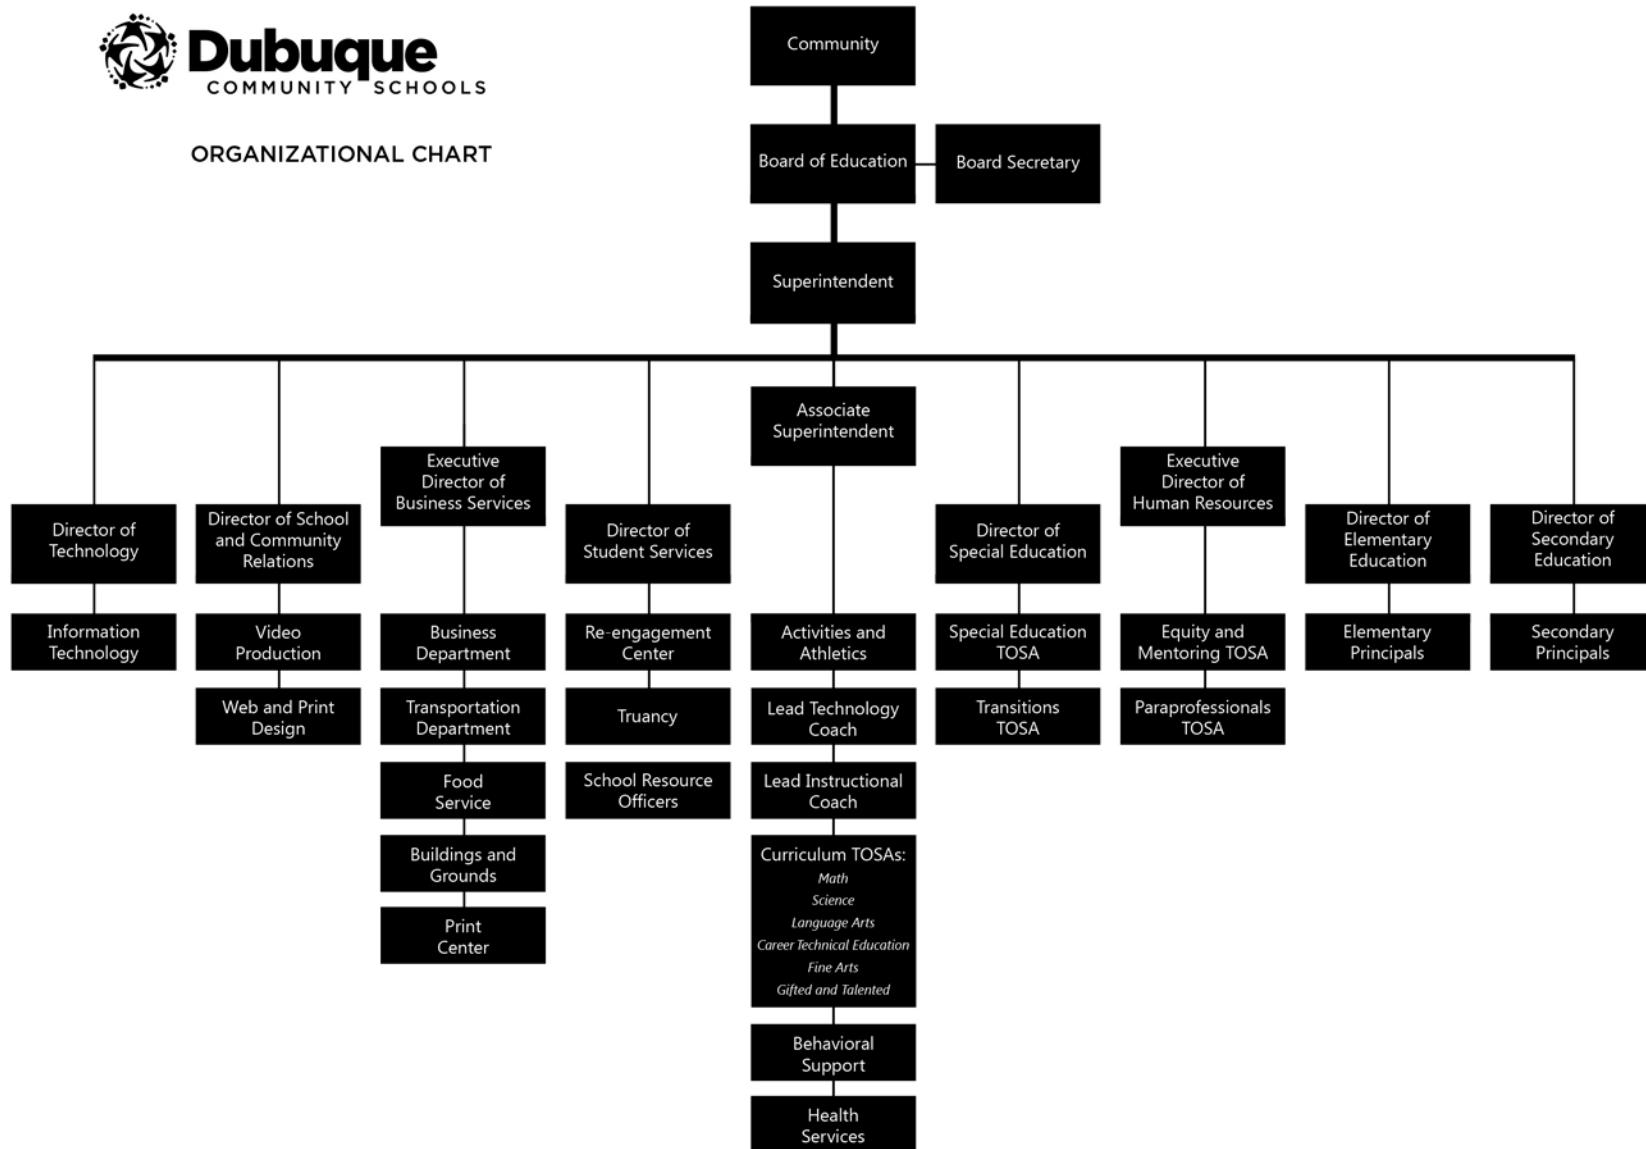 Dubuque
COMMUNITY SCHOOLS
ORGANIZATIONAL CHART
Community
Board of Education
Board Secretary
Superintendent
Associate
Superintendent
Director of
Technology
Information
Technology
Director of School
and Community
Relations
Video
Production
Web and Print
Design
Executive
Director of
Business Services
Business
Department
Transportation
Department
Food
Service
Buildings and
Grounds
Print
Center
Director of
Student Services
Re-engagement
Center
Truancy
School Resource
Officers
Activities and
Athletics
Lead Technology
Coach
Lead Instructional
Coach
Curriculum TOSAs:
Math
Science
Language Arts
Career Technical Education
Fine Arts
Gifted and Talented
Behavioral
Support
Health
Services
Director of
Special Education
Special Education
TOSA
Transitions
TOSA
Executive
Director of
Human Resources
Equity and
Mentoring TOSA
Paraprofessionals
TOSA
Director of
Elementary
Education
Elementary
Principals
Director of
Secondary
Education
Secondary
Principals